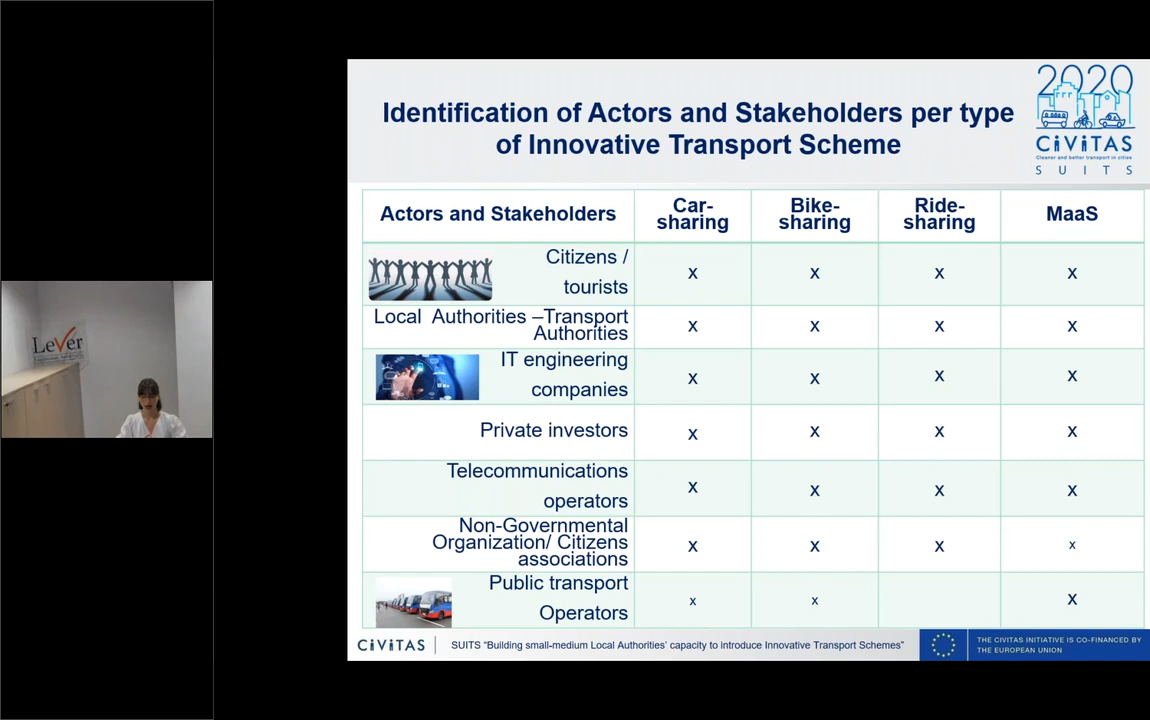 LeVer
Identification of Actors and Stakeholders per type
of Innovative Transport Scheme
2020
CiViTAS
Cleaner and better transport in cities
S U I T S
Actors and Stakeholders
Car-
sharing
Bike-
sharing
Ride-
sharing
MaaS
Citizens /
tourists
x x x x
Local Authorities –Transport
Authorities
x x x x
IT engineering
companies
x x x x
Private investors
x x x x
Telecommunications
operators
x x x x
Non-Governmental
Organization/ Citizens
associations
x x x x
Public transport
Operators
x x x
CiViTAS
SUITS “Building small-medium Local Authorities’ capacity to introduce Innovative Transport Schemes”
THE CIVITAS INITIATIVE IS CO-FINANCED BY
THE EUROPEAN UNION